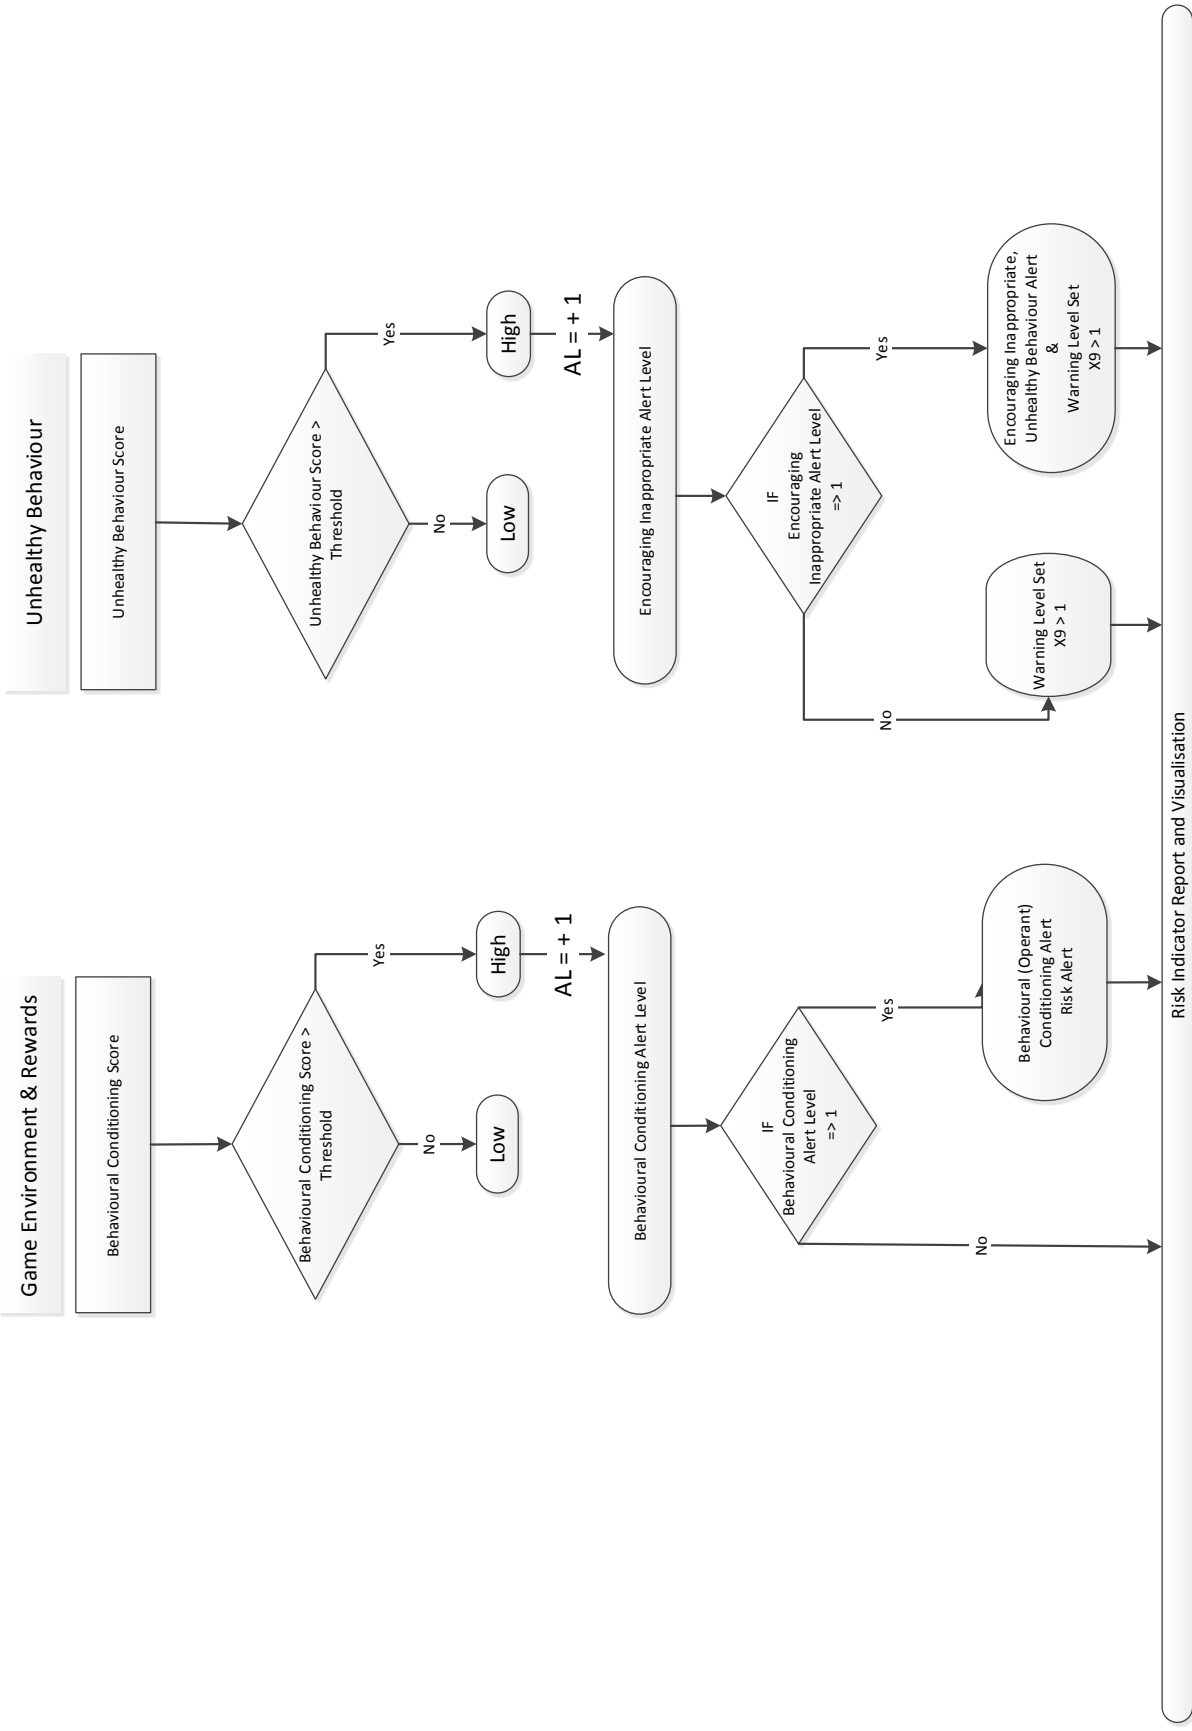 Game Environment & Rewards
Behavioural Conditioning Score
Behavioural Conditioning Score >
Threshold
Yes
No
High
Low
AL = + 1
Behavioural Conditioning Alert Level
IF
Behavioural Conditioning
Alert Level
=> 1
Yes
No
Behavioural (Operant)
Conditioning Alert
Risk Alert
Unhealthy Behaviour
Unhealthy Behaviour Score
Unhealthy Behaviour Score >
Threshold
Yes
No
High
Low
AL = + 1
Encouraging Inappropriate Alert Level
IF
Encouraging
Inappropriate Alert Level
=> 1
Yes
No
Warning Level Set
X9 > 1
Encouraging Inappropriate,
Unhealthy Behaviour Alert
&
Warning Level Set
X9 > 1
Risk Indicator Report and Visualisation